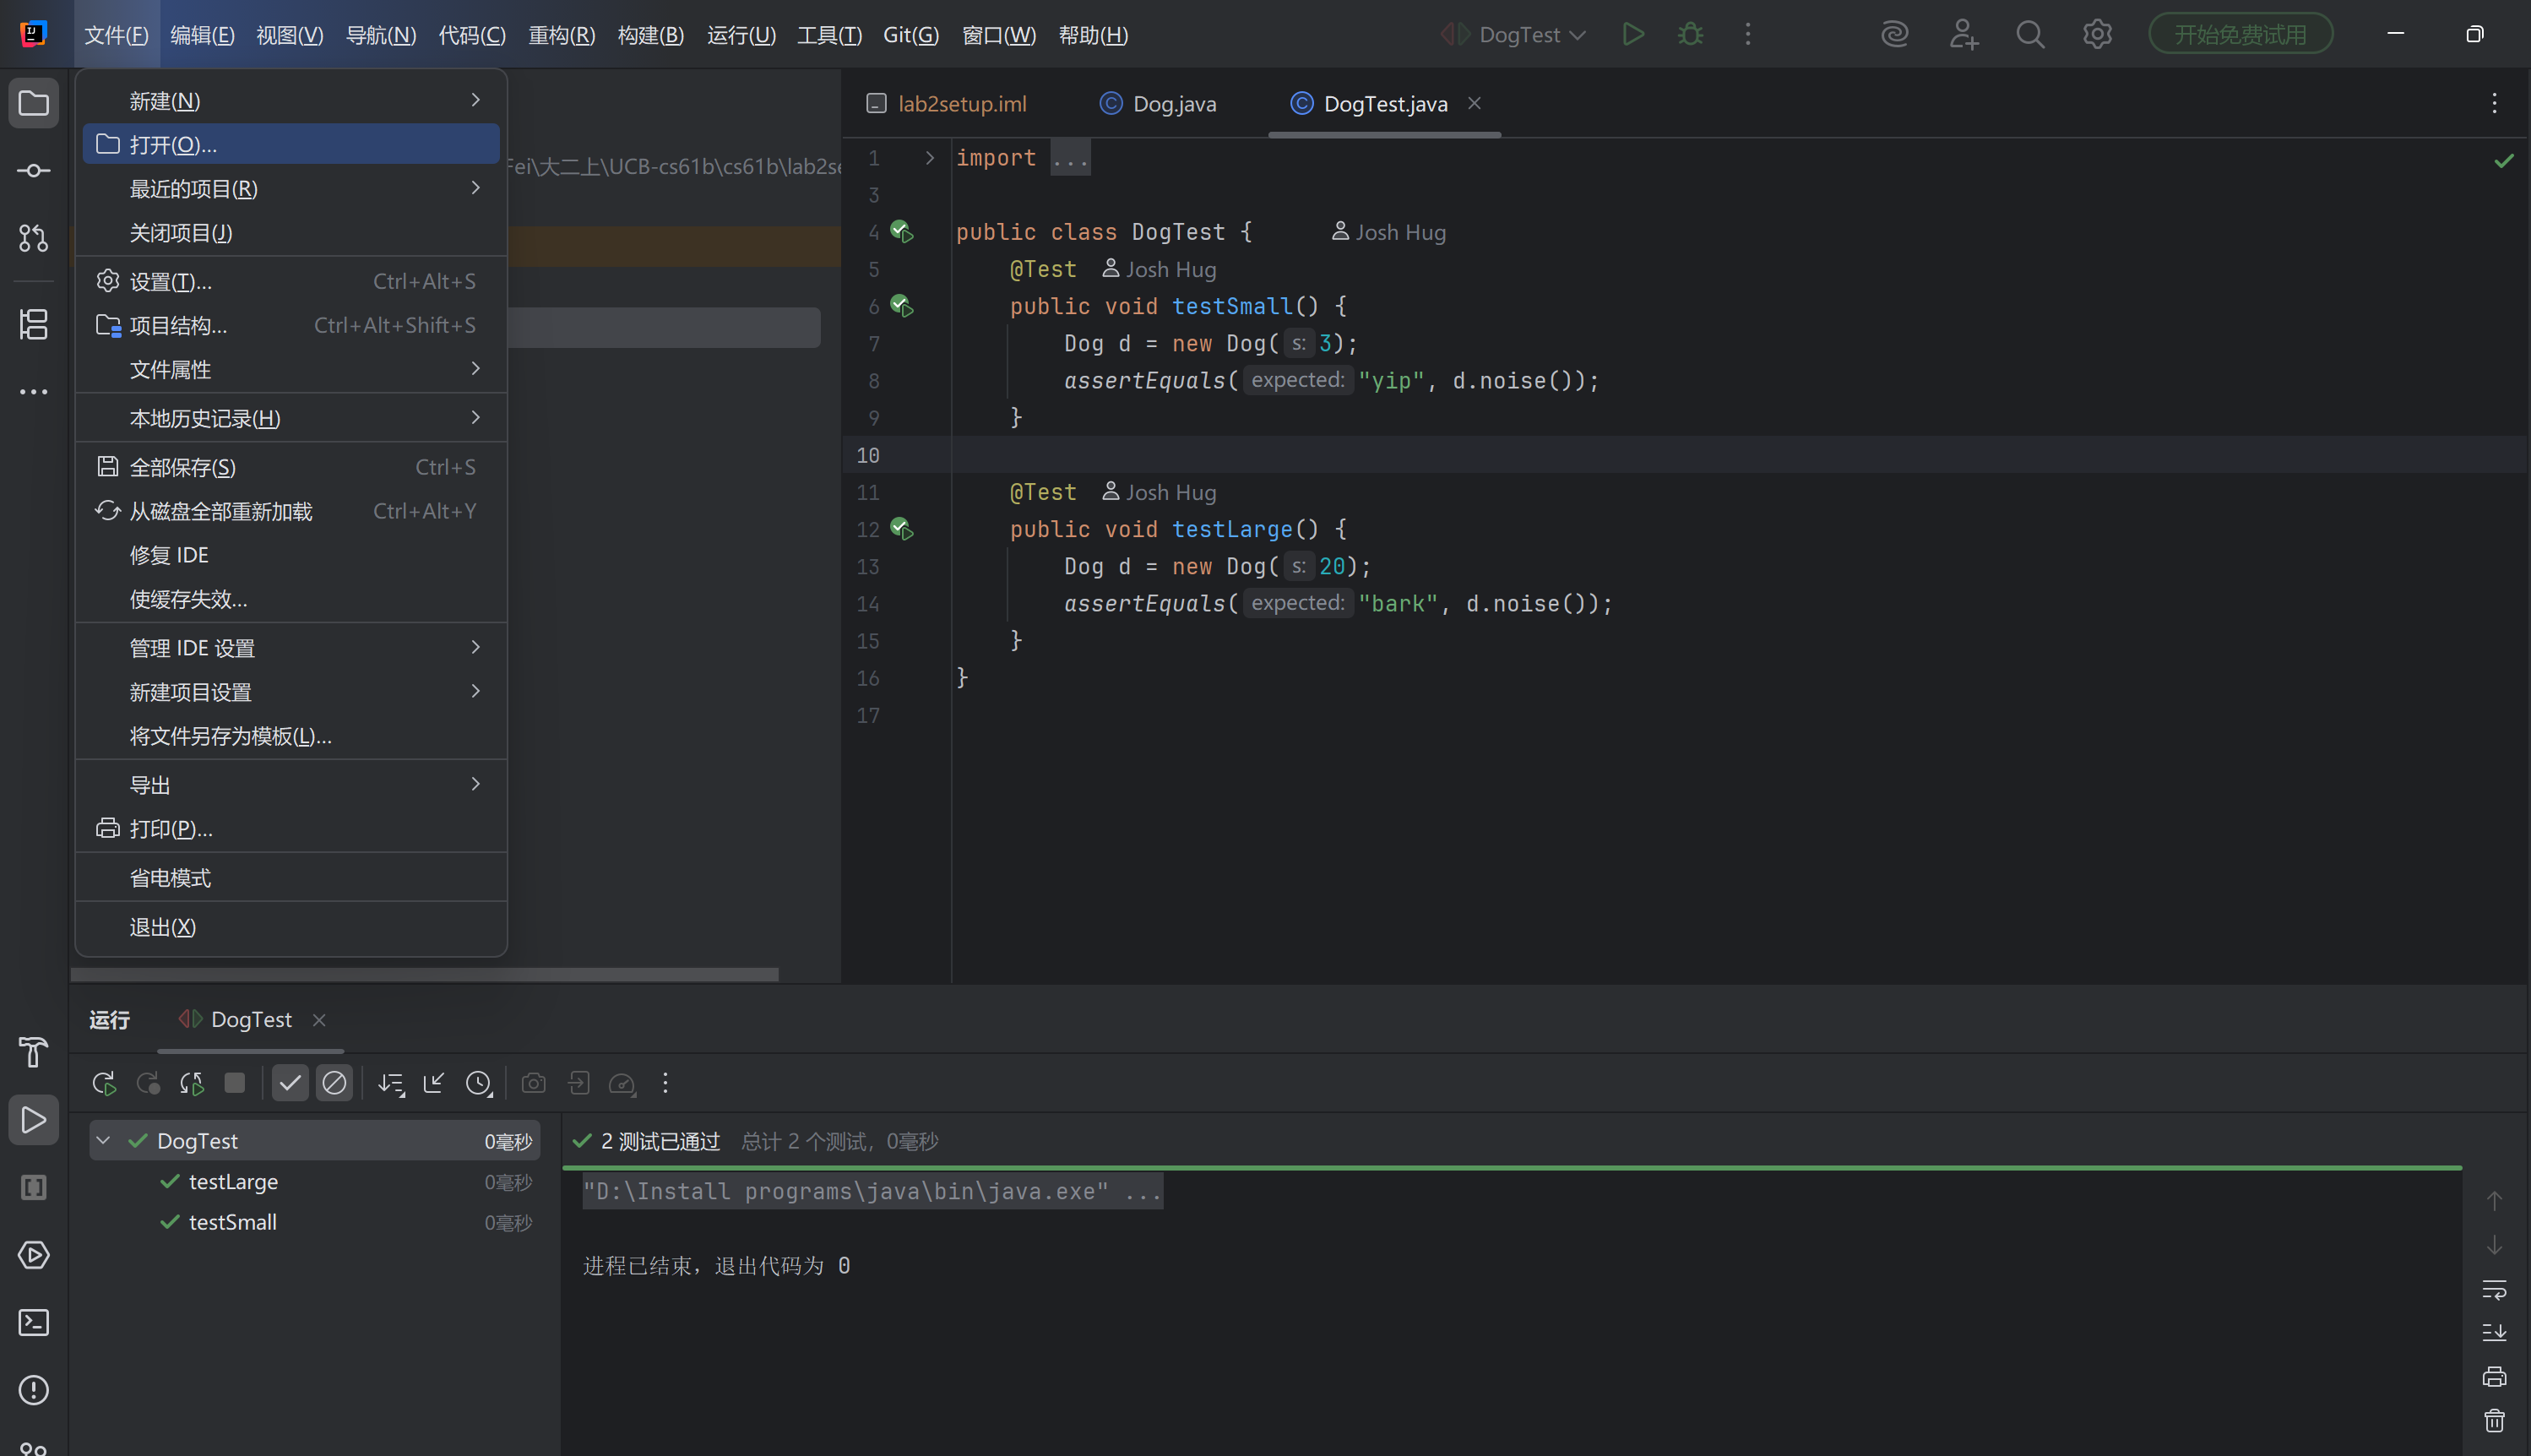 文件(F) 编辑(E) 视图(V) 导航(N) 代码(C) 重构(R) 构建(B) 运行(U) 工具(T) Git(G) 窗口(W) 帮助(H) DogTest 开始免费试用
新建(N)
打开(O)...
最近的项目(R)
关闭项目(J)
设置(T)... Ctrl+Alt+S
项目结构... Ctrl+Alt+Shift+S
文件属性
本地历史记录(H)
全部保存(S) Ctrl+S
从磁盘全部重新加载 Ctrl+Alt+Y
修复 IDE
使缓存失效...
管理 IDE 设置
新建项目设置
将文件另存为模板(L)...
导出
打印(P)...
省电模式
退出(X)
Fei\大二上\UCB-cs61b\cs61b\lab2se
lab2setup.iml Dog.java DogTest.java
1 import ...
3
4 public class DogTest { Josh Hug
5 @Test Josh Hug
6 public void testSmall() {
7 Dog d = new Dog( s: 3);
8 assertEquals( expected: "yip", d.noise());
9 }
10
11 @Test Josh Hug
12 public void testLarge() {
13 Dog d = new Dog( s: 20);
14 assertEquals( expected: "bark", d.noise());
15 }
16 }
17
运行 DogTest
DogTest 0毫秒
testLarge 0毫秒
testSmall 0毫秒
2 测试已通过 总计 2 个测试, 0毫秒
"D:\Install programs\java\bin\java.exe" ...
进程已结束，退出代码为 0